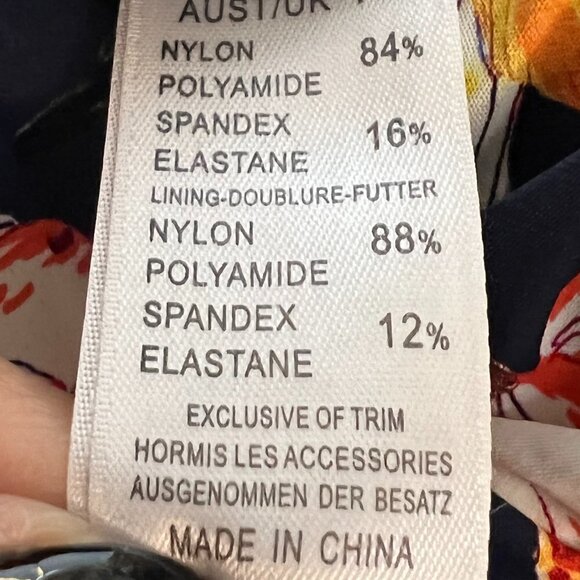 AUST/UK
NYLON 84%
POLYAMIDE
SPANDEX 16%
ELASTANE
LINING-DOUBLURE-FUTTER
NYLON 88%
POLYAMIDE
SPANDEX 12%
ELASTANE
EXCLUSIVE OF TRIM
HORMIS LES ACCESSORIES
AUSGENOMMEN DER BESATZ
MADE IN CHINA